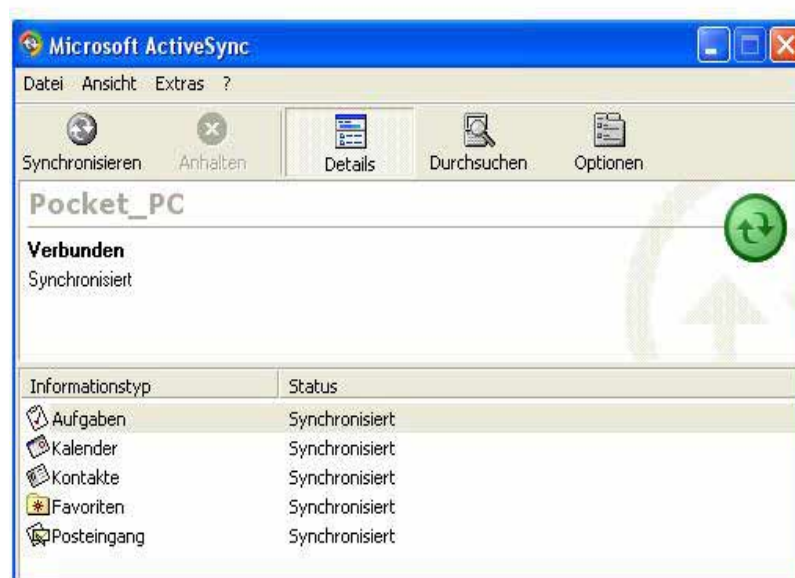 Microsoft ActiveSync
Datei Ansicht Extras ?
Synchronisieren Anhalten Details Durchsuchen Optionen
Pocket_PC
Verbunden
Synchronisiert
Informationstyp Status
Aufgaben Synchronisiert
Kalender Synchronisiert
Kontakte Synchronisiert
Favoriten Synchronisiert
Posteingang Synchronisiert